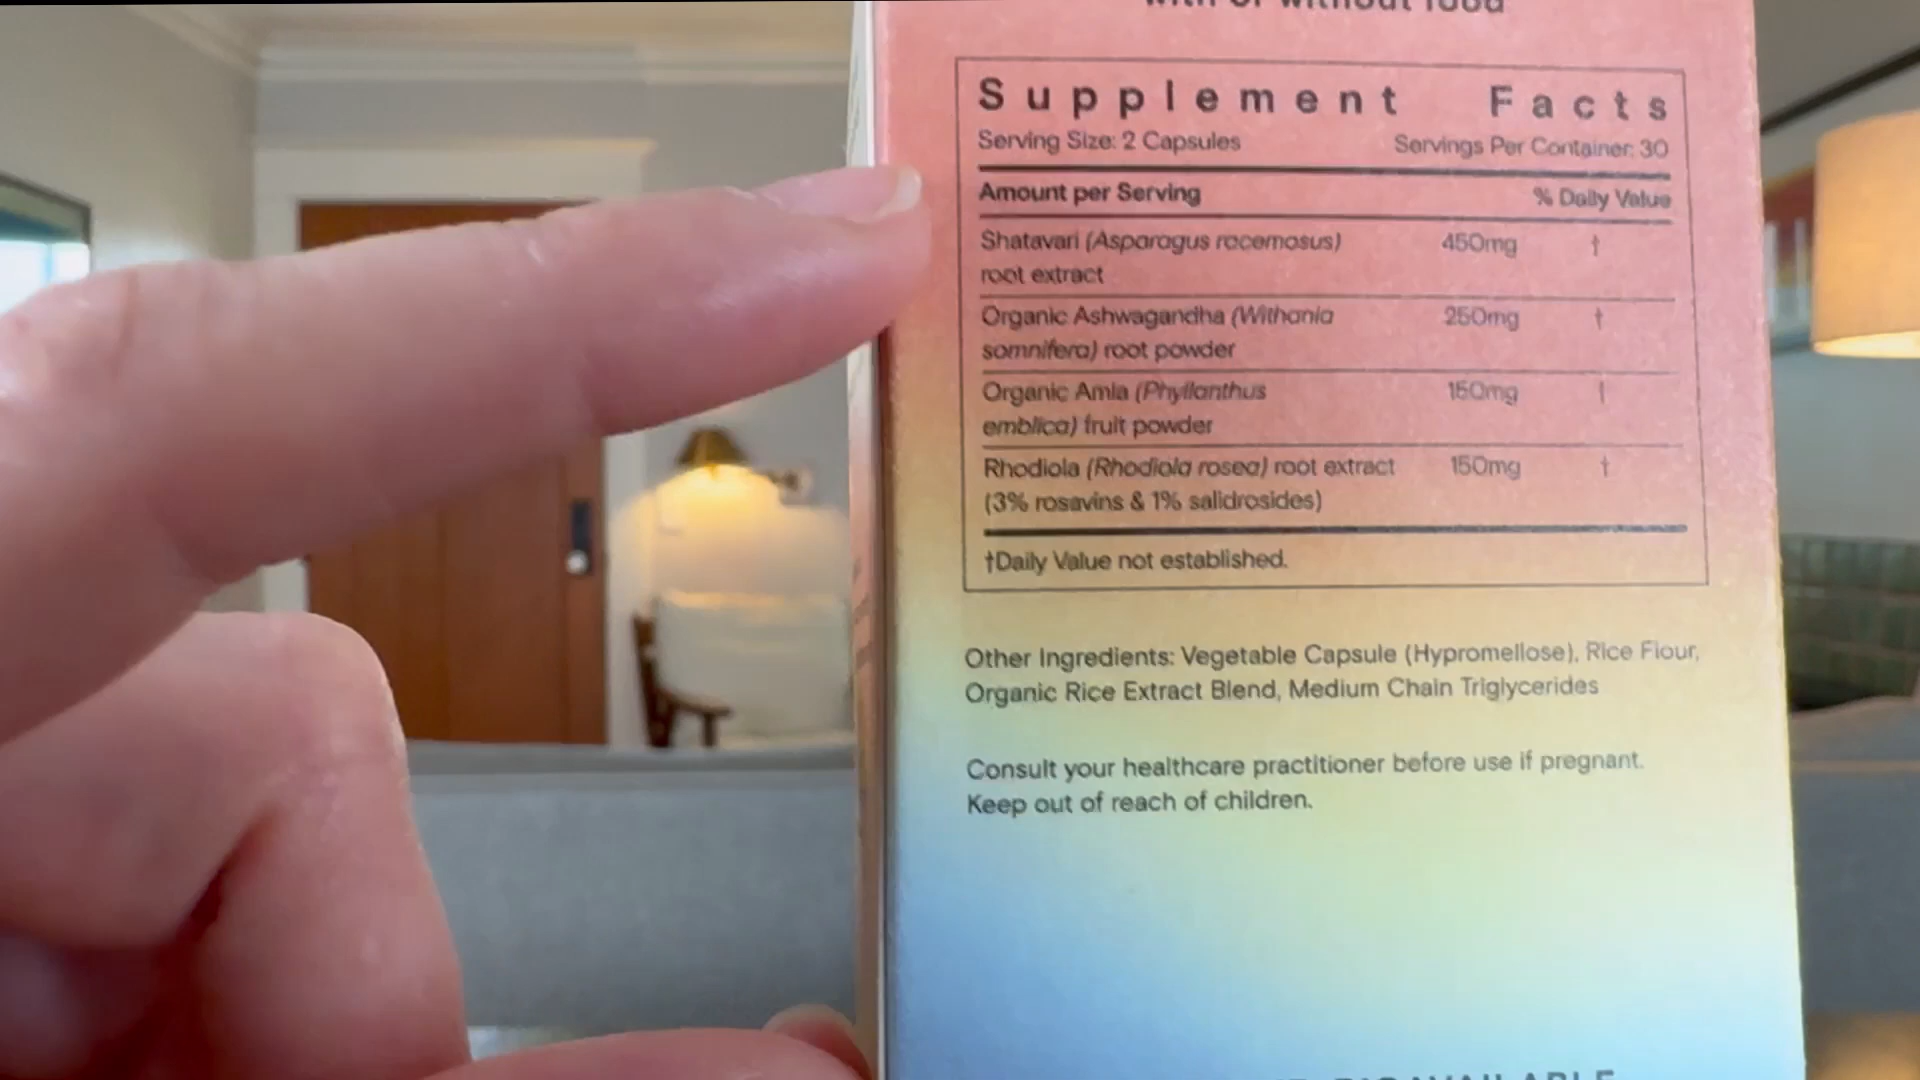 with or without food
Supplement Facts
Serving Size: 2 Capsules Servings Per Container: 30
Amount per Serving % Daily Value
Shatavari (Asparagus racemosus) 450mg †
root extract
Organic Ashwagandha (Withania 250mg †
somnifera) root powder
Organic Amla (Phyllanthus 150mg †
emblica) fruit powder
Rhodiola (Rhodiola rosea) root extract 150mg †
(3% rosavins & 1% salidrosides)
†Daily Value not established.
Other Ingredients: Vegetable Capsule (Hypromellose), Rice Flour,
Organic Rice Extract Blend, Medium Chain Triglycerides
Consult your healthcare practitioner before use if pregnant.
Keep out of reach of children.